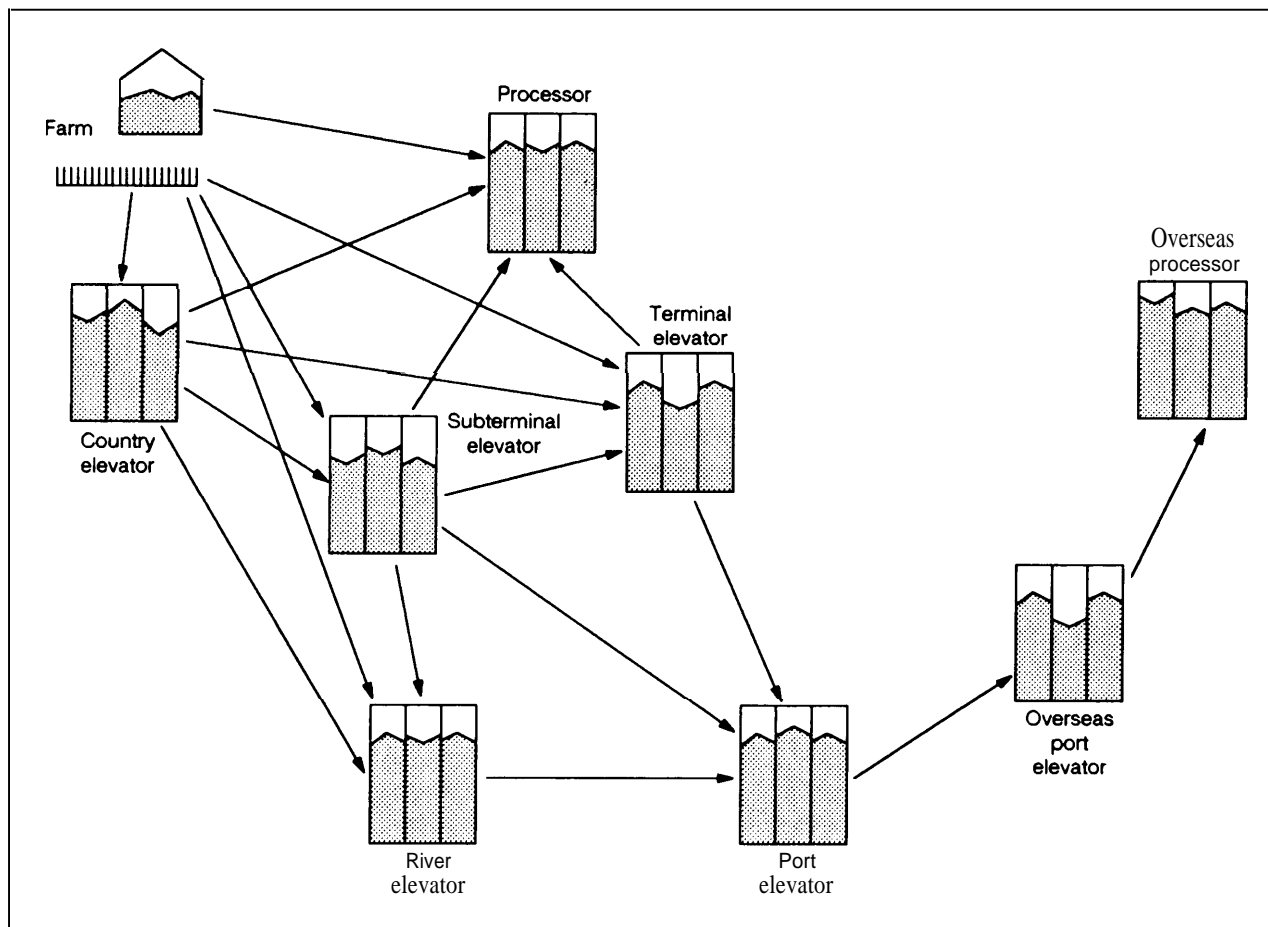 Processor
Farm
Overseas
processor
Terminal
elevator
Country
elevator
Subterminal
elevator
Overseas
port
elevator
River
elevator
Port
elevator